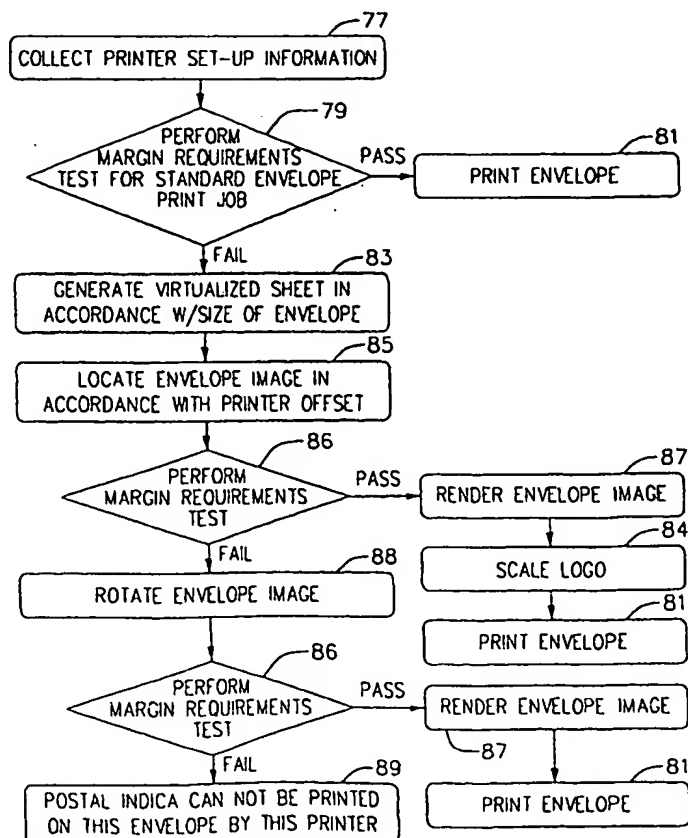 77
COLLECT PRINTER SET-UP INFORMATION
79
PERFORM
MARGIN REQUIREMENTS
TEST FOR STANDARD ENVELOPE
PRINT JOB
PASS
81
PRINT ENVELOPE
FAIL
83
GENERATE VIRTUALIZED SHEET IN
ACCORDANCE W/SIZE OF ENVELOPE
85
LOCATE ENVELOPE IMAGE IN
ACCORDANCE WITH PRINTER OFFSET
86
PERFORM
MARGIN REQUIREMENTS
TEST
PASS
87
RENDER ENVELOPE IMAGE
84
SCALE LOGO
81
PRINT ENVELOPE
FAIL
88
ROTATE ENVELOPE IMAGE
86
PERFORM
MARGIN REQUIREMENTS
TEST
PASS
RENDER ENVELOPE IMAGE
87
81
PRINT ENVELOPE
FAIL
89
POSTAL INDICA CAN NOT BE PRINTED
ON THIS ENVELOPE BY THIS PRINTER